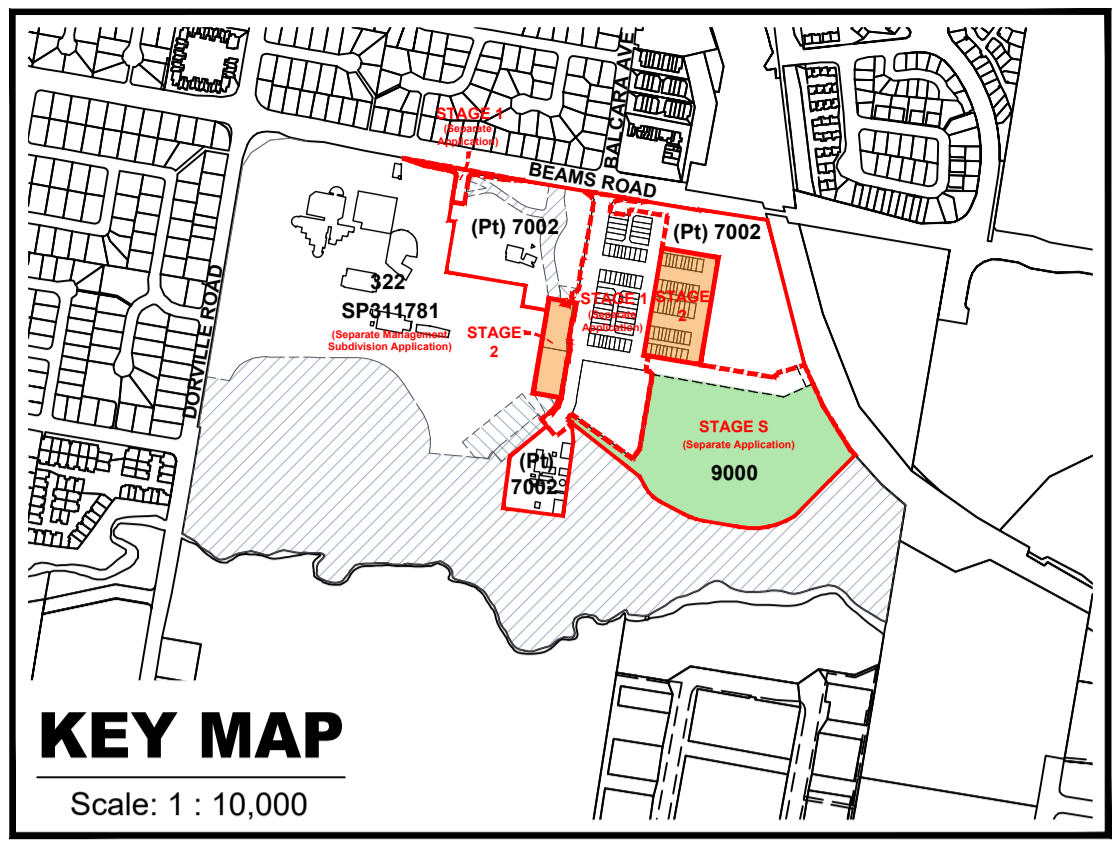 STAGE 1
(Separate
Application)
BALCARA AVE
BEAMS ROAD
(Pt) 7002
(Pt) 7002
322
SP311781
(Separate Management
Subdivision Application)
DORVILLE ROAD
STAGE
2
STAGE 1
(Separate
Application)
STAGE
2
STAGE S
(Separate Application)
9000
(Pt)
7002
KEY MAP
Scale: 1 : 10,000